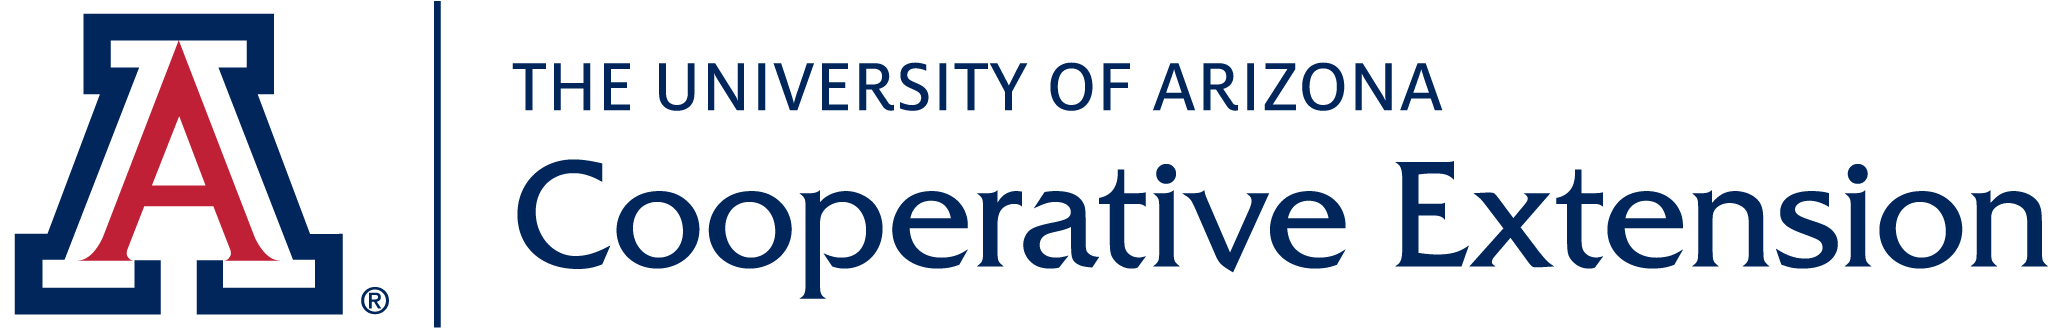 A®
THE UNIVERSITY OF ARIZONA
Cooperative Extension